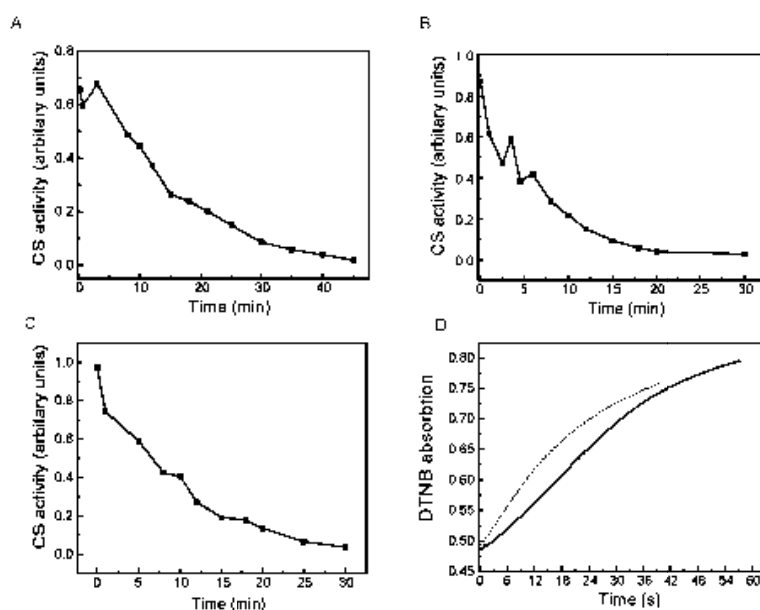 A
CS activity (arbitary units)
0.8
0.6
0.4
0.2
0.0
0 10 20 30 40
Time (min)
B
CS activity (arbitary units)
1.0
0.8
0.6
0.4
0.2
0.0
0 5 10 15 20 25 30
Time (min)
C
CS activity (arbitary units)
1.0
0.8
0.6
0.4
0.2
0.0
0 5 10 15 20 25 30
Time (min)
D
DTNB absorbtion
0.80
0.75
0.70
0.65
0.60
0.55
0.50
0.45
0 6 12 18 24 30 36 42 48 54 60
Time (s)